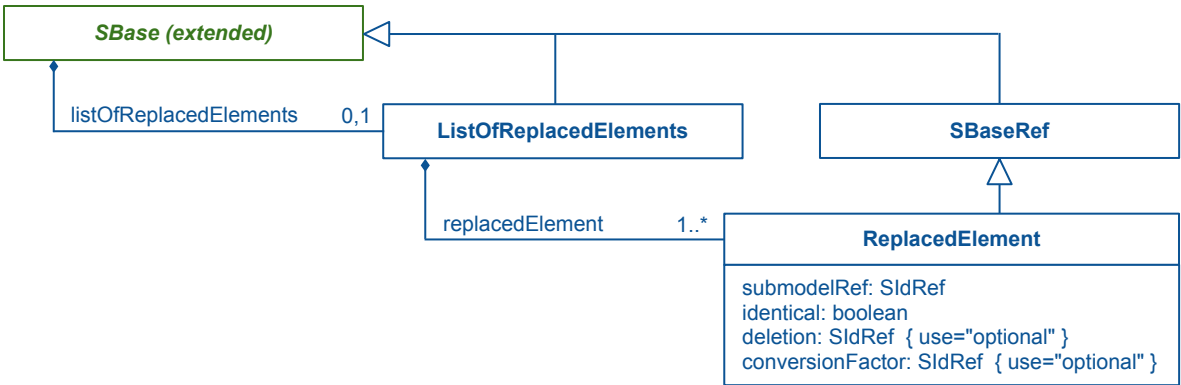 SBase (extended)
listOfReplacedElements 0,1
ListOfReplacedElements
SBaseRef
replacedElement 1..*
ReplacedElement
submodelRef: SIdRef
identical: boolean
deletion: SIdRef { use="optional" }
conversionFactor: SIdRef { use="optional" }